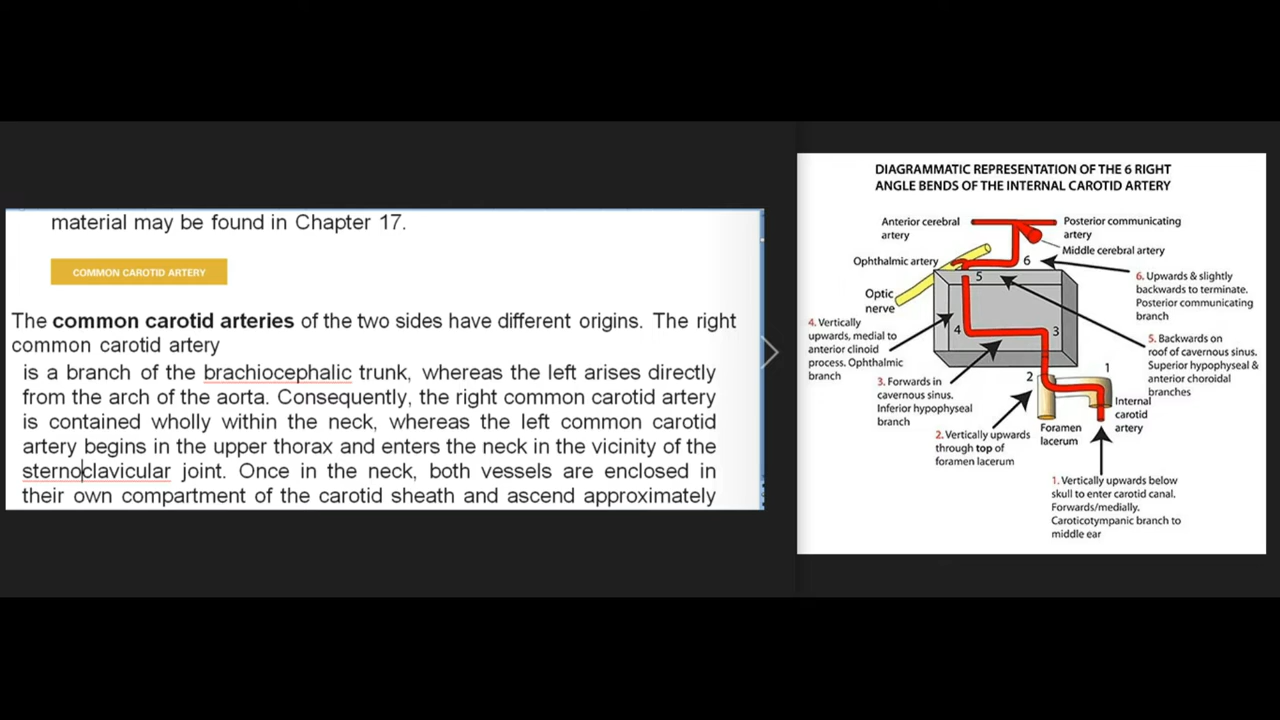 material may be found in Chapter 17.
COMMON CAROTID ARTERY
The common carotid arteries of the two sides have different origins. The right
common carotid artery
is a branch of the brachiocephalic trunk, whereas the left arises directly
from the arch of the aorta. Consequently, the right common carotid artery
is contained wholly within the neck, whereas the left common carotid
artery begins in the upper thorax and enters the neck in the vicinity of the
sternoclavicular joint. Once in the neck, both vessels are enclosed in
their own compartment of the carotid sheath and ascend approximately
DIAGRAMMATIC REPRESENTATION OF THE 6 RIGHT
ANGLE BENDS OF THE INTERNAL CAROTID ARTERY
Anterior cerebral
artery
Posterior communicating
artery
Middle cerebral artery
Ophthalmic artery
6
5
6. Upwards & slightly
backwards to terminate.
Posterior communicating
branch
Optic
nerve
4. Vertically
upwards, medial to
anterior clinoid
process. Ophthalmic
branch
4
3
5. Backwards on
roof of cavernous sinus.
Superior hypophyseal &
anterior choroidal
branches
3. Forwards in
cavernous sinus.
Inferior hypophyseal
branch
2
1
Internal
carotid
artery
Foramen
lacerum
2. Vertically upwards
through top of
foramen lacerum
1. Vertically upwards below
skull to enter carotid canal.
Forwards/medially.
Caroticotympanic branch to
middle ear